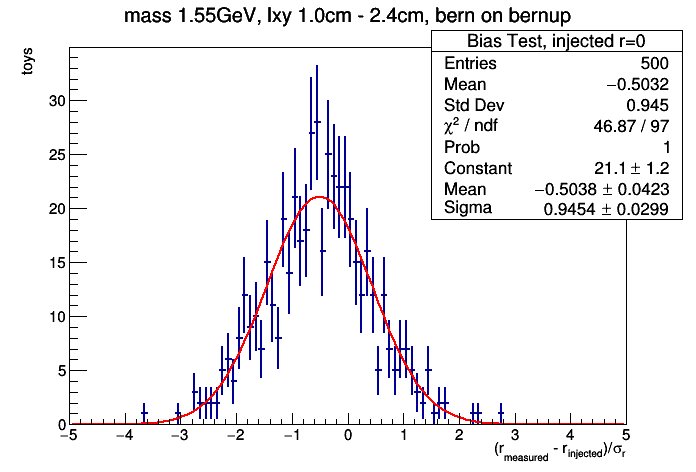 mass 1.55GeV, lxy 1.0cm - 2.4cm, bern on bernup
toys
Bias Test, injected r=0
Entries 500
Mean −0.5032
Std Dev 0.945
χ² / ndf 46.87 / 97
Prob 1
Constant 21.1 ± 1.2
Mean −0.5038 ± 0.0423
Sigma 0.9454 ± 0.0299
30
25
20
15
10
5
0
−5 −4 −3 −2 −1 0 1 2 3 4 5
(r_measured - r_injected)/σ_r